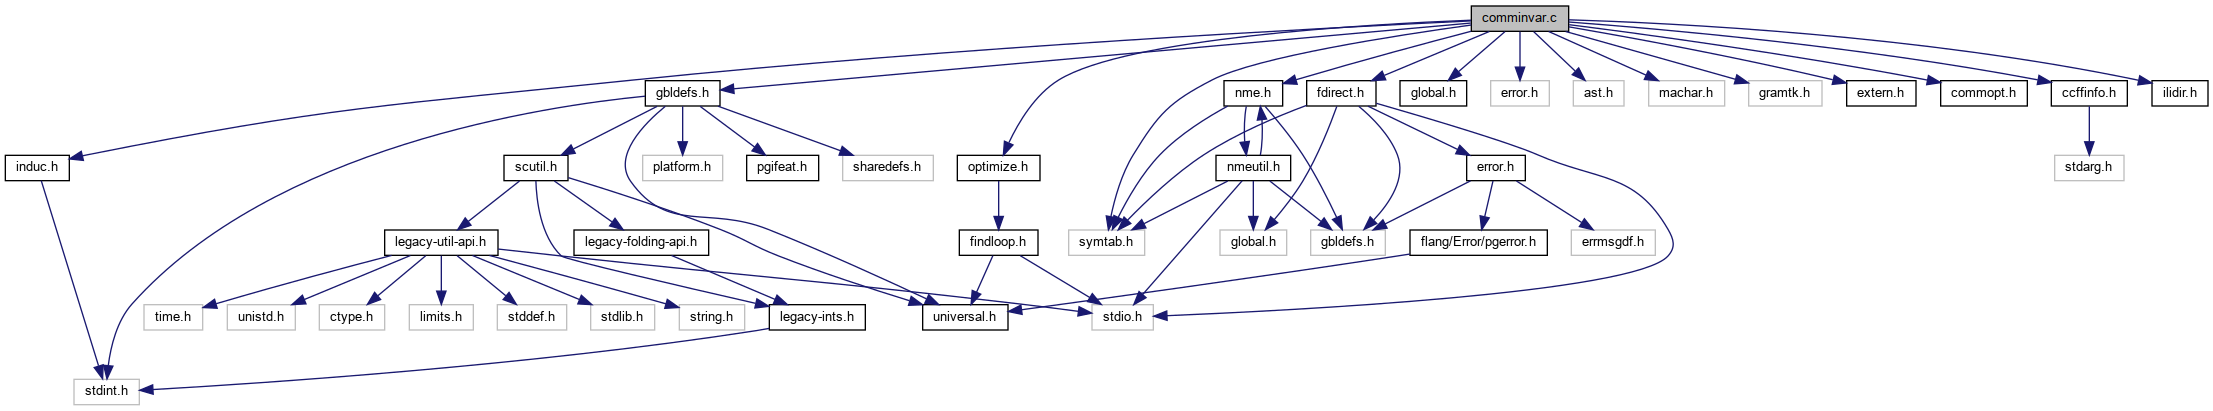 comminvar.c
gbldefs.h
nme.h
fdirect.h
global.h
error.h
ast.h
machar.h
gramtk.h
extern.h
commopt.h
ccffinfo.h
ilidir.h
induc.h
scutil.h
platform.h
pgifeat.h
sharedefs.h
optimize.h
nmeutil.h
error.h
stdarg.h
legacy-util-api.h
legacy-folding-api.h
findloop.h
symtab.h
global.h
gbldefs.h
flang/Error/pgerror.h
errmsgdf.h
time.h
unistd.h
ctype.h
limits.h
stddef.h
stdlib.h
string.h
legacy-ints.h
universal.h
stdio.h
stdint.h